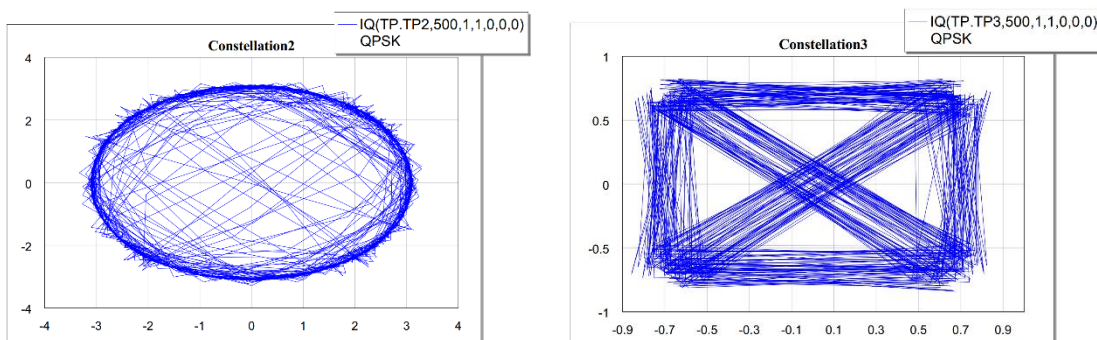 IQ(TP.TP2,500,1,1,0,0,0)
QPSK
Constellation2
4
2
0
-2
-4
-4 -3 -2 -1 0 1 2 3 4
IQ(TP.TP3,500,1,1,0,0,0)
QPSK
Constellation3
1
0.5
0
-0.5
-1
-0.9 -0.7 -0.5 -0.3 -0.1 0.1 0.3 0.5 0.7 0.9